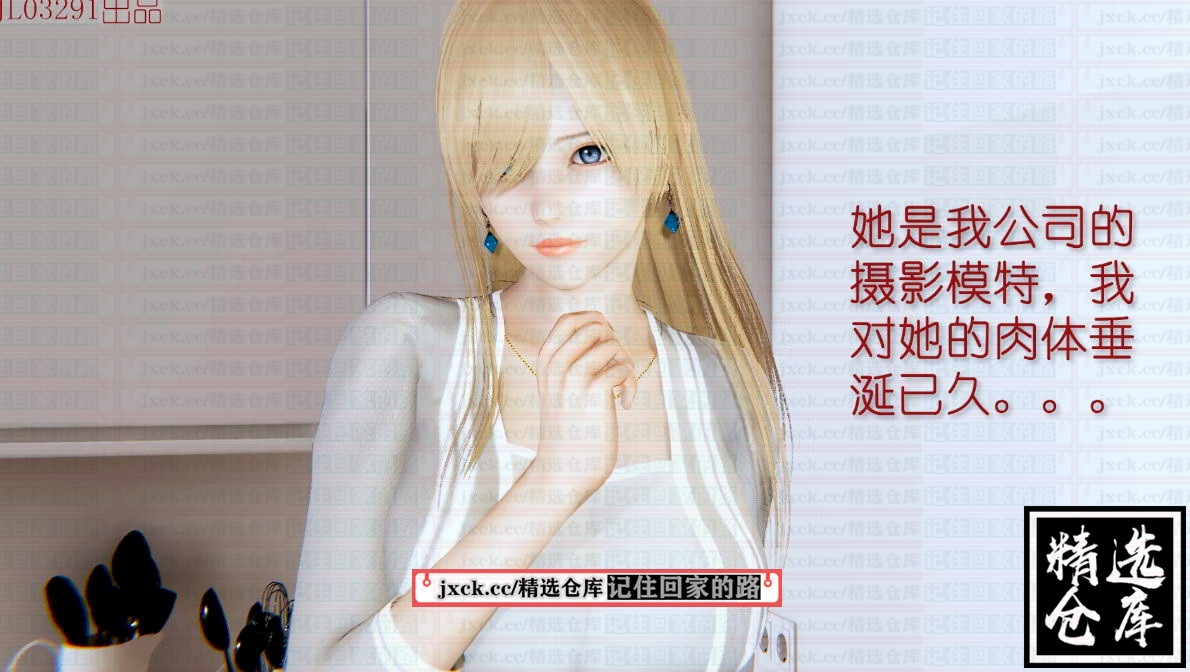 JL03291出品
她是我公司的
摄影模特，我
对她的肉体垂
涎已久。。。
jxck.cc/精选仓库记住回家的路
精选
仓库